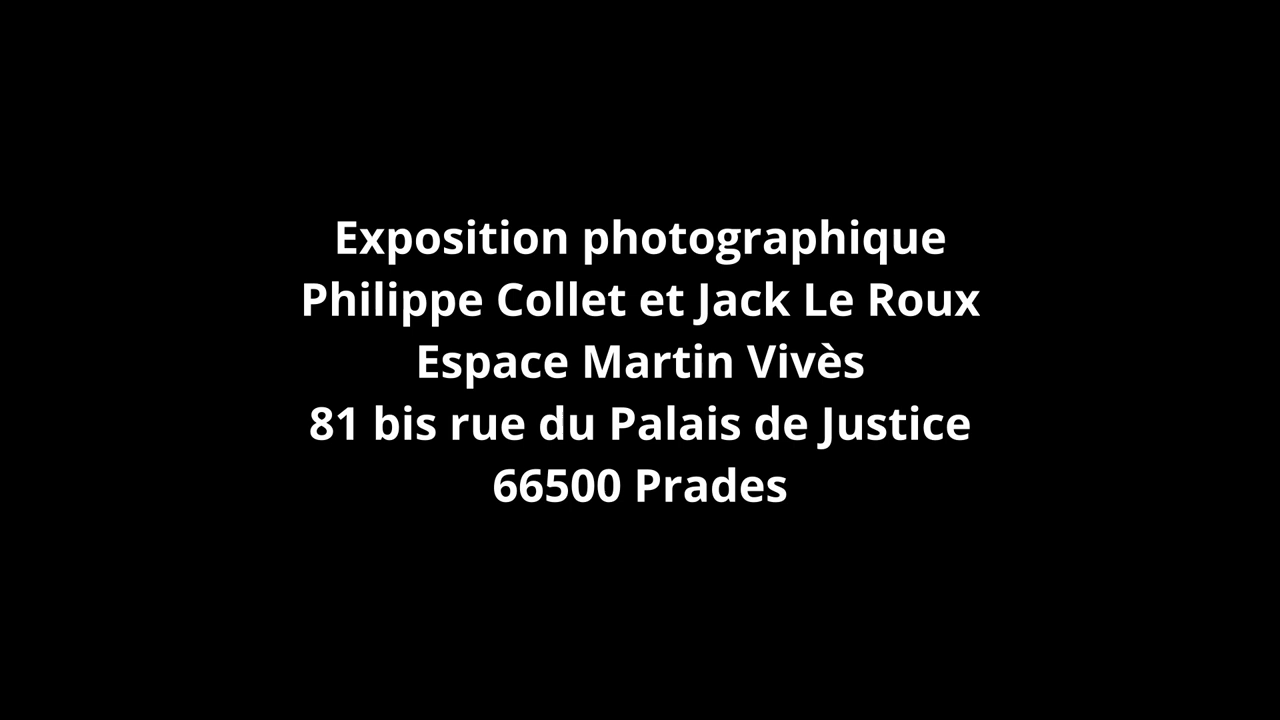 Exposition photographique
Philippe Collet et Jack Le Roux
Espace Martin Vivès
81 bis rue du Palais de Justice
66500 Prades